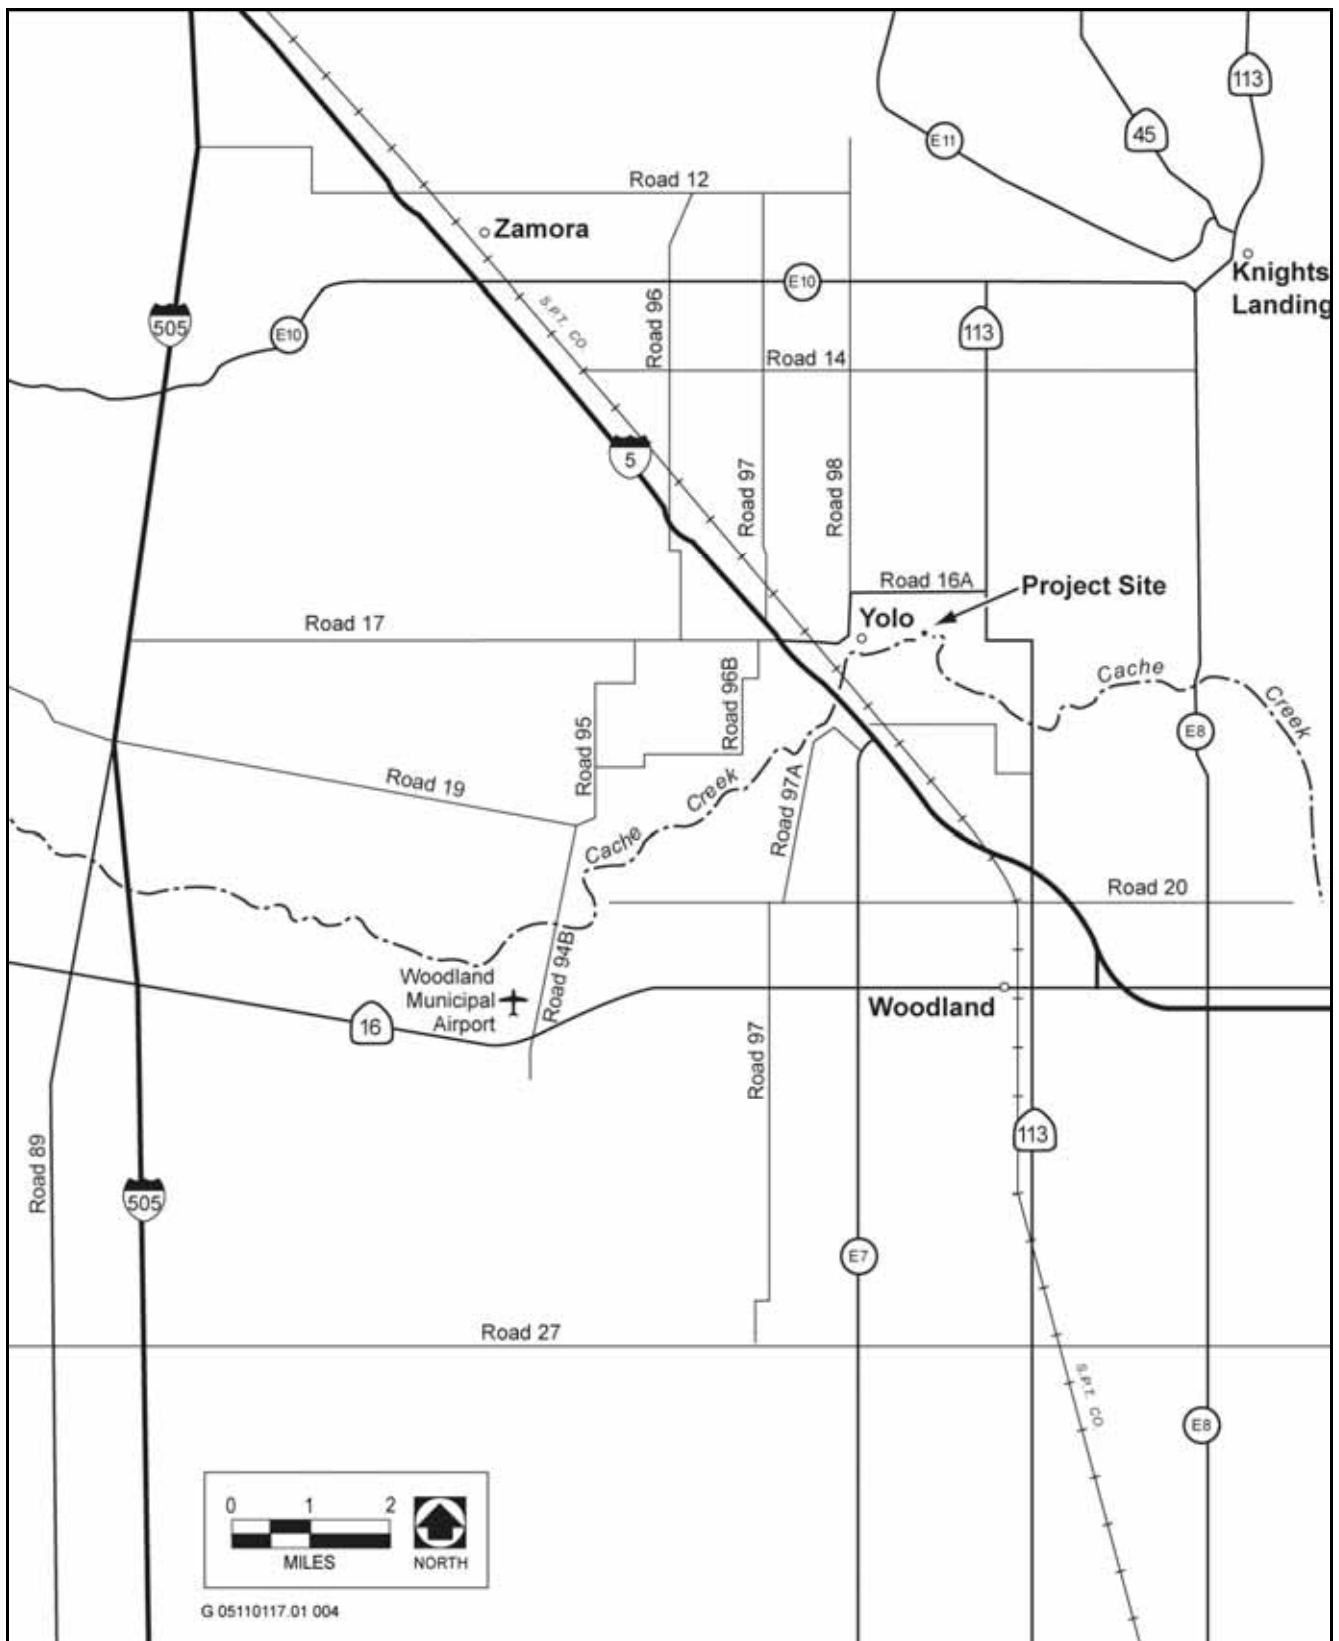 113
45
E11
Road 12
Zamora
Knights
Landing
E10
505
E10
113
S.P.T. CO.
Road 96
Road 14
5
Road 97
Road 98
Road 16A
Project Site
Yolo
Road 17
Cache
Creek
Road 96B
Road 95
E8
Road 19
Creek
Cache
Road 97A
Road 20
Road 94B
Woodland
Municipal
Airport
16
Woodland
Road 97
113
Road 89
505
E7
Road 27
S.P.T. CO.
E8
0 1 2
MILES
NORTH
G 05110117.01 004